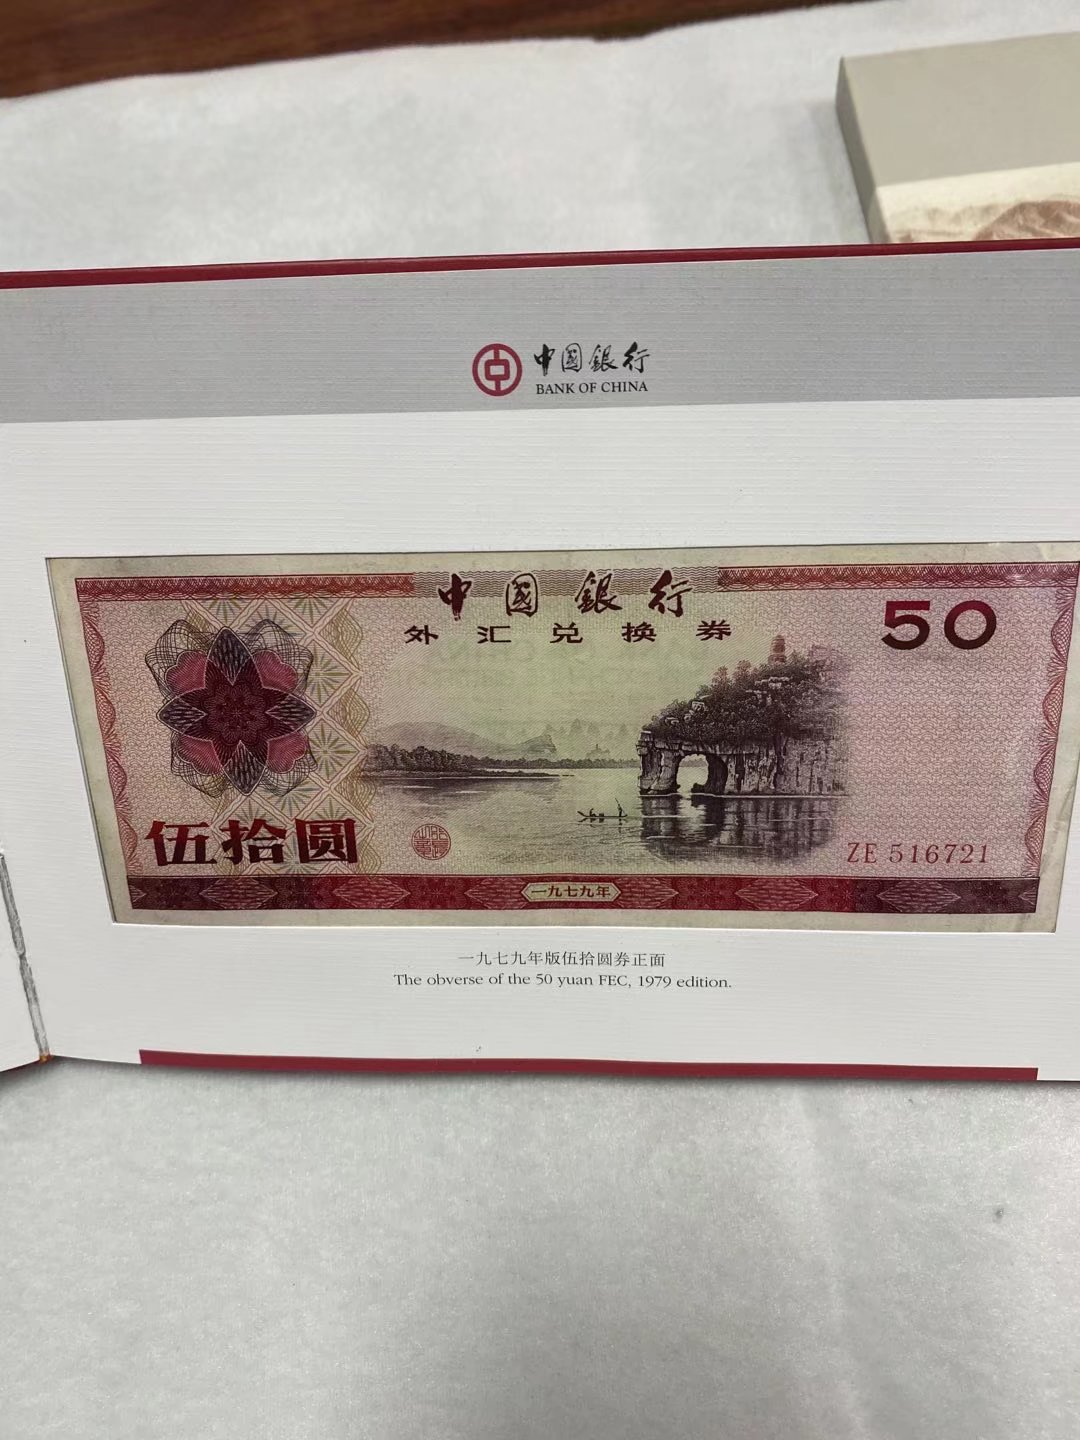 中國銀行
BANK OF CHINA
中國銀行
外汇兑换券
50
伍拾圆
ZE 516721
一九七九年
一九七九年版伍拾圆券正面
The obverse of the 50 yuan FEC, 1979 edition.